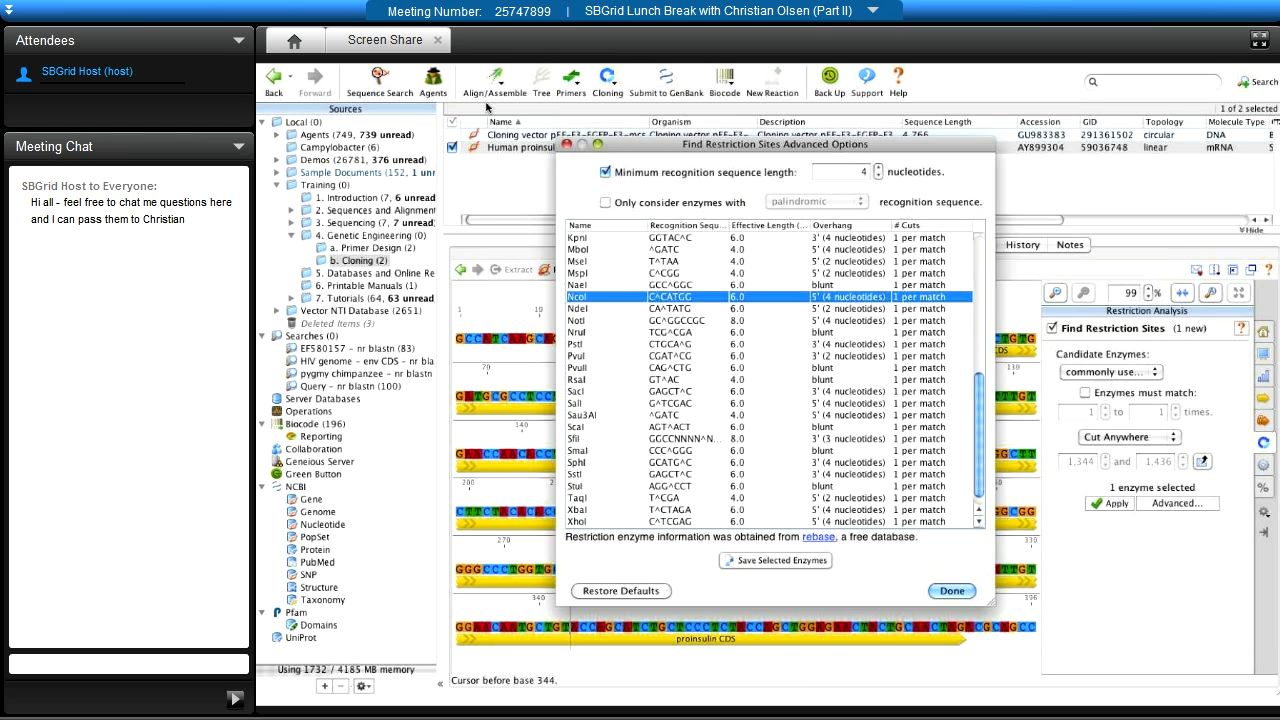 Meeting Number: 25747899 | SBGrid Lunch Break with Christian Olsen (Part II)
Attendees
SBGrid Host (host)
Meeting Chat
SBGrid Host to Everyone:
Hi all - feel free to chat me questions here
and I can pass them to Christian
Screen Share
Back
Forward
Sequence Search
Agents
Align/Assemble
Tree
Primers
Cloning
Submit to GenBank
Biocode
New Reaction
Back Up
Support
Help
Search
Sources
Local (0)
Agents (749, 739 unread)
Campylobacter (6)
Demos (26781, 376 unread)
Sample Documents (152, 1 unr
Training (0)
1. Introduction (7, 6 unread)
2. Sequences and Alignment
3. Sequencing (7, 7 unread)
4. Genetic Engineering (0)
a. Primer Design (2)
b. Cloning (2)
5. Databases and Online Re
6. Printable Manuals (1)
7. Tutorials (64, 63 unread)
Vector NTI Database (2651)
Deleted Items (3)
Searches (0)
EF580157 - nr blastn (83)
HIV genome - env CDS - nr bla
pygmy chimpanzee - nr blastn
Query - nr blastn (100)
Server Databases
Operations
Biocode (196)
Reporting
Collaboration
Geneious Server
Green Button
NCBI
Gene
Genome
Nucleotide
PopSet
Protein
PubMed
SNP
Structure
Taxonomy
Pfam
Domains
UniProt
Using 1732 / 4185 MB memory
1 of 2 selected
Name Organism Description Sequence Length Accession GID Topology Molecule Type
Cloning vector pEF-F3-EGFP-F3-mcs Cloning vector pEF-F3- Cloning vector pEF-F3-EGFP-F3-mcs 4,766 GU983383 291361502 circular DNA
Human proinsul AY899304 59036748 linear mRNA
Hide
History Notes
Extract
Find Restriction Sites Advanced Options
Minimum recognition sequence length: 4 nucleotides.
Only consider enzymes with palindromic recognition sequence.
Name Recognition Sequ... Effective Length (... Overhang # Cuts
KpnI GGTAC^C 6.0 3' (4 nucleotides) 1 per match
MboI ^GATC 4.0 5' (4 nucleotides) 1 per match
MseI T^TAA 4.0 5' (2 nucleotides) 1 per match
MspI C^CGG 4.0 5' (2 nucleotides) 1 per match
NaeI GCC^GGC 6.0 blunt 1 per match
NcoI C^CATGG 6.0 5' (4 nucleotides) 1 per match
NdeI CA^TATG 6.0 5' (2 nucleotides) 1 per match
NotI GC^GGCCGC 8.0 5' (4 nucleotides) 1 per match
NruI TCG^CGA 6.0 blunt 1 per match
PstI CTGCA^G 6.0 3' (4 nucleotides) 1 per match
PvuI CGAT^CG 6.0 3' (2 nucleotides) 1 per match
PvuII CAG^CTG 6.0 blunt 1 per match
RsaI GT^AC 4.0 blunt 1 per match
SacI GAGCT^C 6.0 3' (4 nucleotides) 1 per match
SalI G^TCGAC 6.0 5' (4 nucleotides) 1 per match
Sau3AI ^GATC 4.0 5' (4 nucleotides) 1 per match
ScaI AGT^ACT 6.0 blunt 1 per match
SfiI GGCCNNNN^N... 8.0 3' (3 nucleotides) 1 per match
SmaI CCC^GGG 6.0 blunt 1 per match
SphI GCATG^C 6.0 3' (4 nucleotides) 1 per match
SstI GAGCT^C 6.0 3' (4 nucleotides) 1 per match
StuI AGG^CCT 6.0 blunt 1 per match
TaqI T^CGA 4.0 5' (2 nucleotides) 1 per match
XbaI T^CTAGA 6.0 5' (4 nucleotides) 1 per match
XhoI C^TCGAG 6.0 5' (4 nucleotides) 1 per match
Restriction enzyme information was obtained from rebase, a free database.
Save Selected Enzymes
Restore Defaults Done
99 %
Restriction Analysis
Find Restriction Sites (1 new) ?
Candidate Enzymes:
commonly use...
Enzymes must match:
1 to 1 times.
Cut Anywhere
1,344 and 1,436
1 enzyme selected
Apply Advanced...
1 10
70 130
140
200
270 330
340 396
proinsulin CDS
Cursor before base 344.